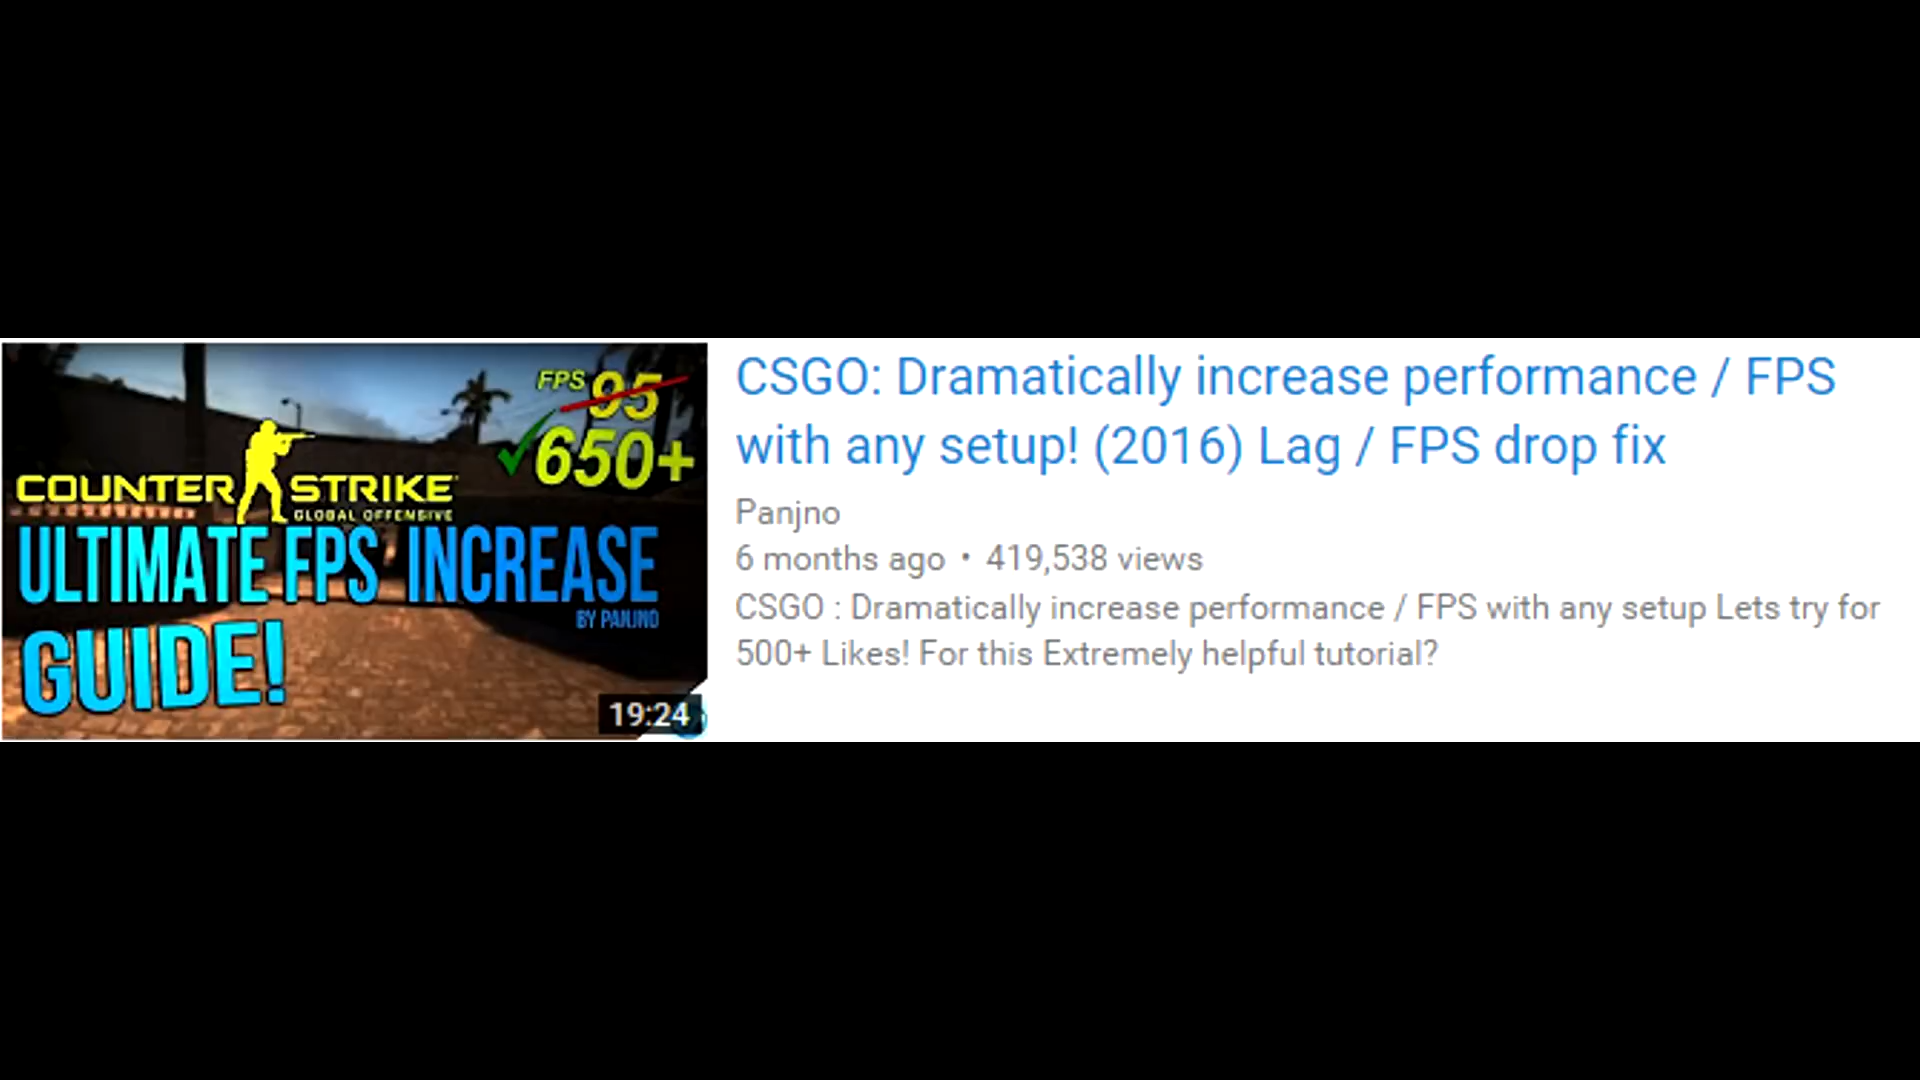 FPS 95
650+
COUNTER STRIKE
GLOBAL OFFENSIVE
ULTIMATE FPS INCREASE
BY PANJNO
GUIDE!
19:24
CSGO: Dramatically increase performance / FPS
with any setup! (2016) Lag / FPS drop fix
Panjno
6 months ago • 419,538 views
CSGO : Dramatically increase performance / FPS with any setup Lets try for
500+ Likes! For this Extremely helpful tutorial?